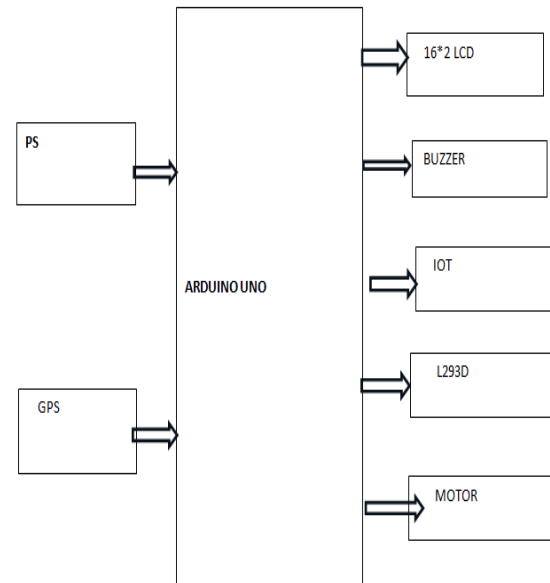 PS
GPS
ARDUINO UNO
16*2 LCD
BUZZER
IOT
L293D
MOTOR